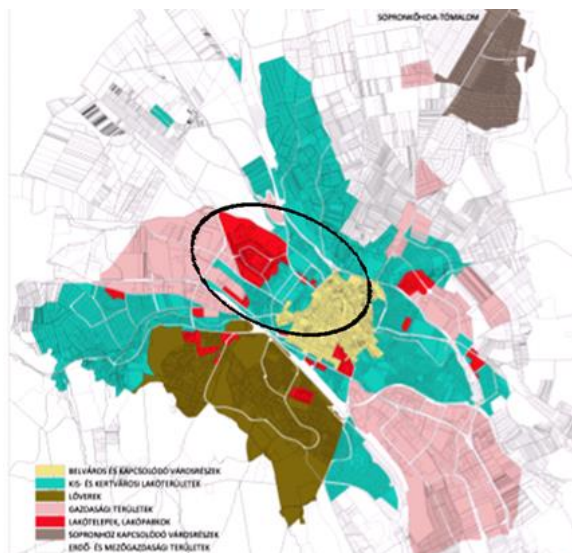 SOPRONKŐHIDA-TÓMALOM
BELVÁROS ÉS KAPCSOLÓDÓ VÁROSRÉSZEK
KIS- ÉS KERTVÁROSI LAKÓTERÜLETEK
LŐVEREK
GAZDASÁGI TERÜLETEK
LAKÓTELEPEK, LAKÓPARKOK
SOPRONHOZ KAPCSOLÓDÓ VÁROSRÉSZEK
ERDŐ- ÉS MEZŐGAZDASÁGI TERÜLETEK